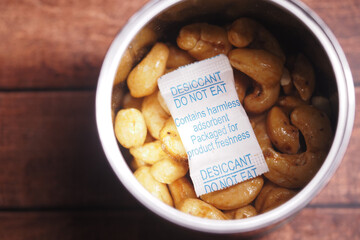 DESICCANT
DO NOT EAT
Contains harmless
adsorbent
Packaged for
product freshness
DESICCANT
DO NOT EAT